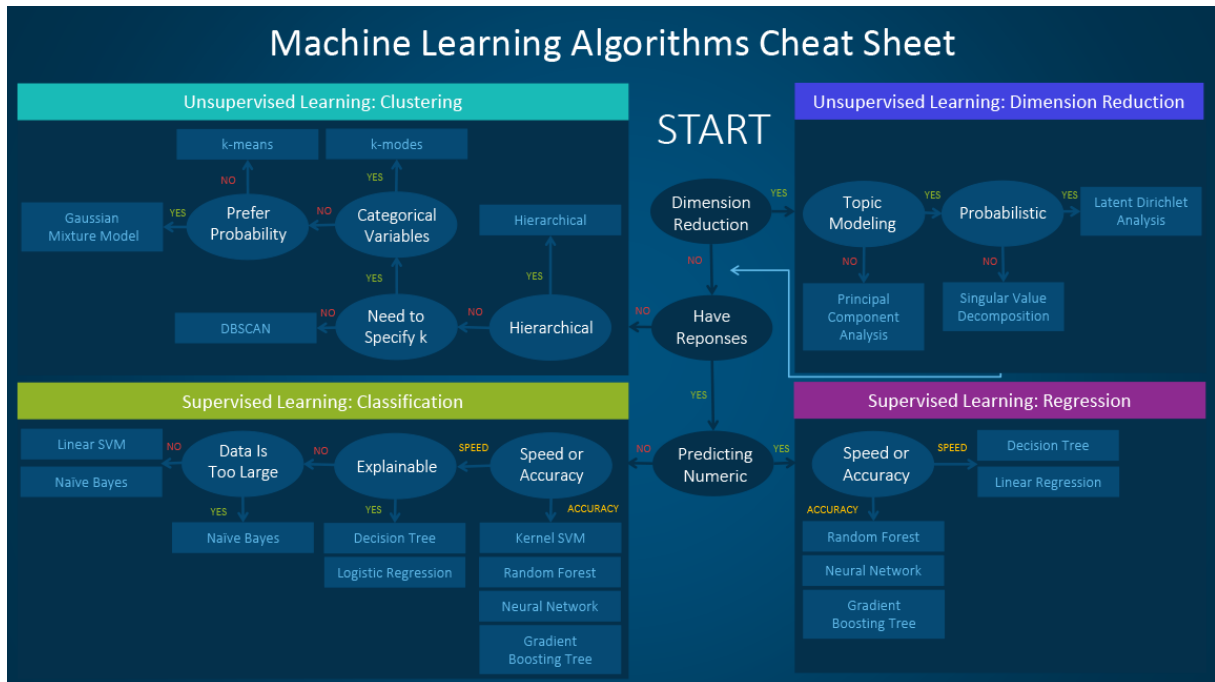 Machine Learning Algorithms Cheat Sheet
Unsupervised Learning: Clustering
k-means
k-modes
NO
YES
Gaussian
Mixture Model
YES
Prefer
Probability
NO
Categorical
Variables
Hierarchical
YES
YES
DBSCAN
NO
Need to
Specify k
NO
Hierarchical
START
Dimension
Reduction
YES
NO
NO
Have
Reponses
YES
NO
Predicting
Numeric
YES
Unsupervised Learning: Dimension Reduction
Topic
Modeling
YES
Probabilistic
YES
Latent Dirichlet
Analysis
NO
NO
Principal
Component
Analysis
Singular Value
Decomposition
Supervised Learning: Classification
Linear SVM
Naïve Bayes
NO
Data Is
Too Large
NO
Explainable
SPEED
Speed or
Accuracy
YES
YES
ACCURACY
Naïve Bayes
Decision Tree
Logistic Regression
Kernel SVM
Random Forest
Neural Network
Gradient
Boosting Tree
Supervised Learning: Regression
Speed or
Accuracy
SPEED
Decision Tree
Linear Regression
ACCURACY
Random Forest
Neural Network
Gradient
Boosting Tree